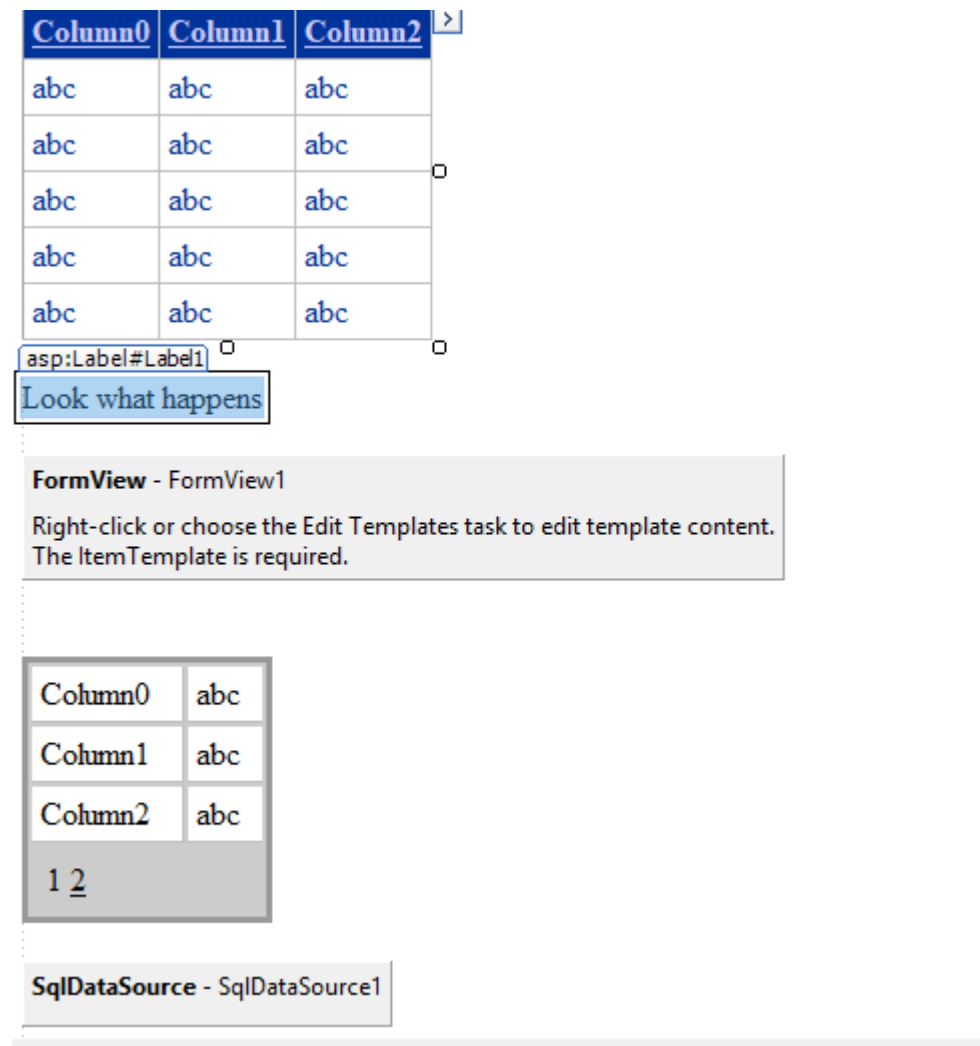 Column0 Column1 Column2 >
abc abc abc
abc abc abc
abc abc abc
abc abc abc
abc abc abc
asp:Label#Label1
Look what happens
FormView - FormView1
Right-click or choose the Edit Templates task to edit template content.
The ItemTemplate is required.
Column0 abc
Column1 abc
Column2 abc
1 2
SqlDataSource - SqlDataSource1